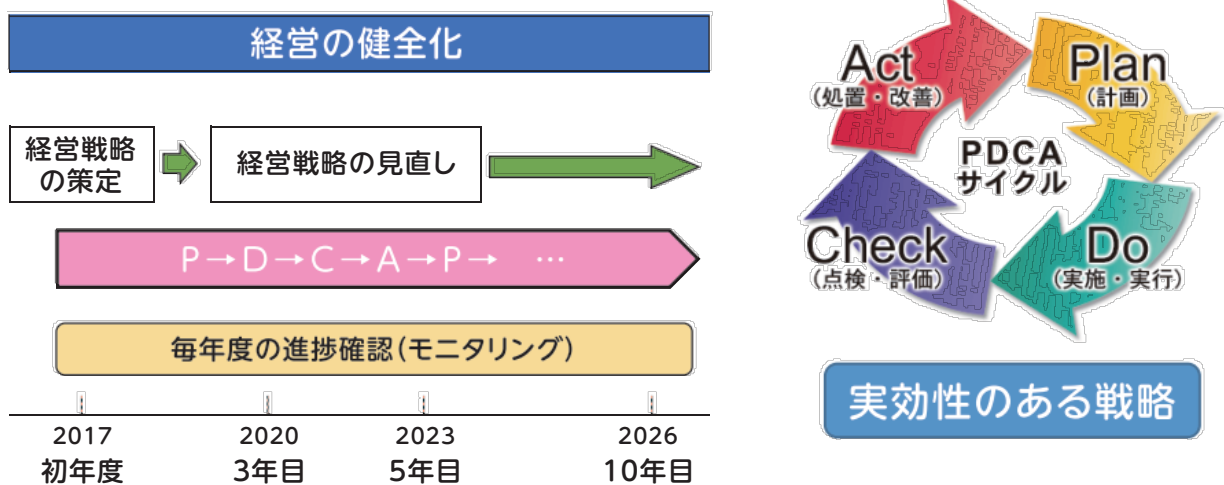 経営の健全化
経営戦略
の策定
経営戦略の見直し
P→D→C→A→P→ …
毎年度の進捗確認(モニタリング)
2017
初年度
2020
3年目
2023
5年目
2026
10年目
Act
(処置・改善)
Plan
(計画)
PDCA
サイクル
Check
(点検・評価)
Do
(実施・実行)
実効性のある戦略